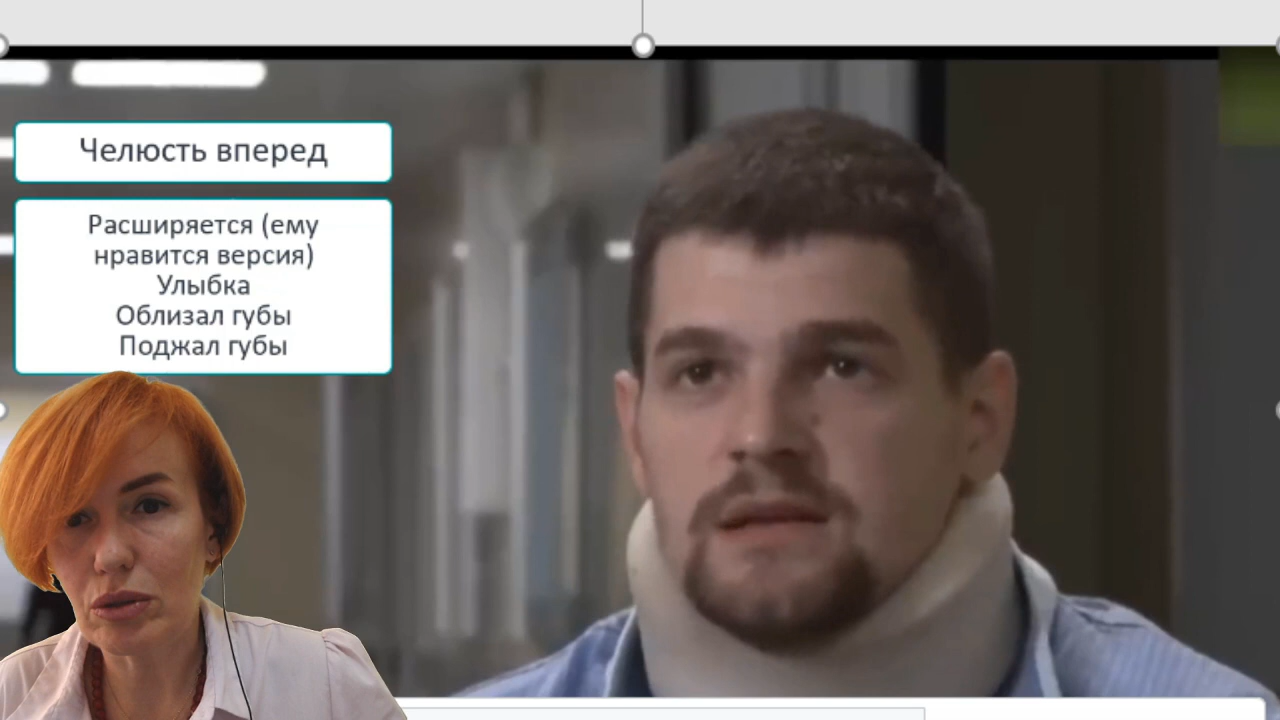 Челюсть вперед
Расширяется (ему
нравится версия)
Улыбка
Облизал губы
Поджал губы